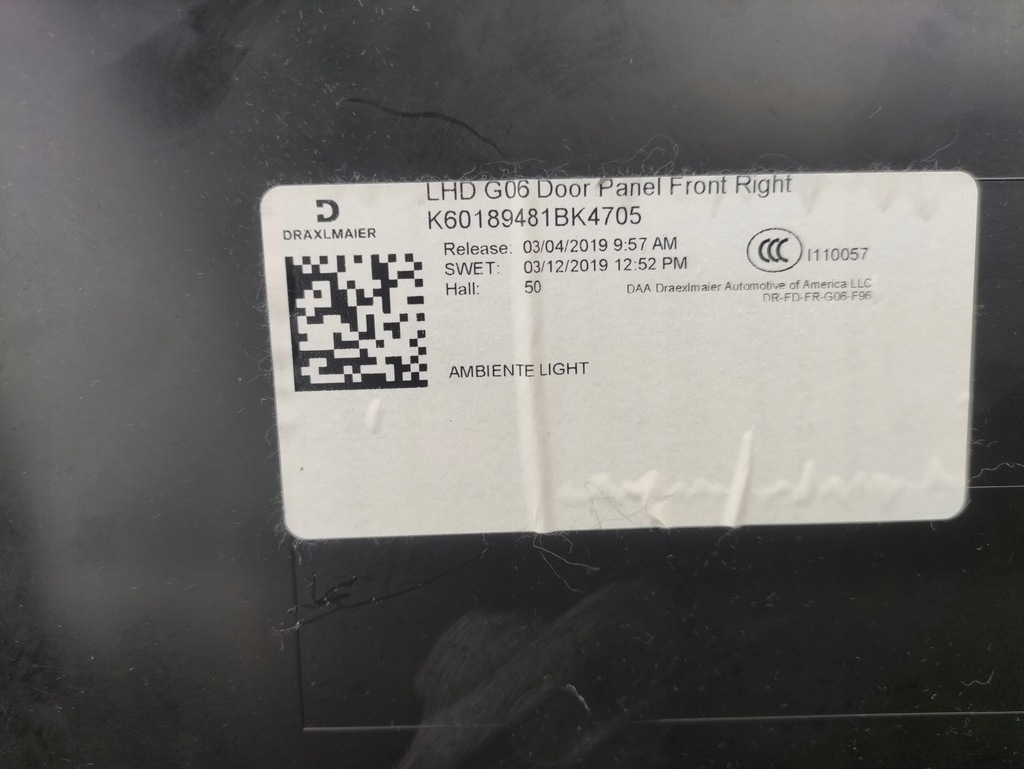 LHD G06 Door Panel Front Right
DRAXLMAIER
K60189481BK4705
Release: 03/04/2019 9:57 AM
SWET: 03/12/2019 12:52 PM
Hall: 50
CCC I110057
DAA Draexlmaier Automotive of America LLC
DR-FD-FR-G06-F96
AMBIENTE LIGHT